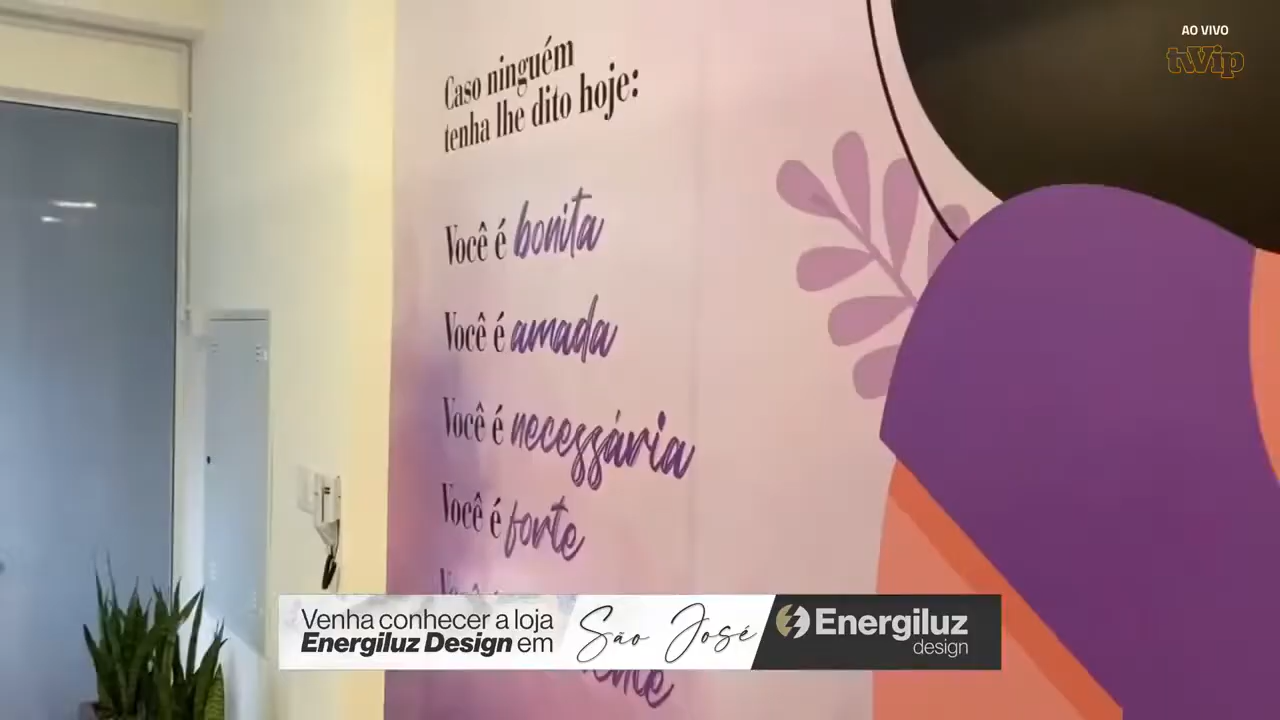 AO VIVO
tvVip
Caso ninguém
tenha lhe dito hoje:
Você é bonita
Você é amada
Você é necessária
Você é forte
Venha conhecer a loja
Energiluz Design em
São José
Energiluz
design